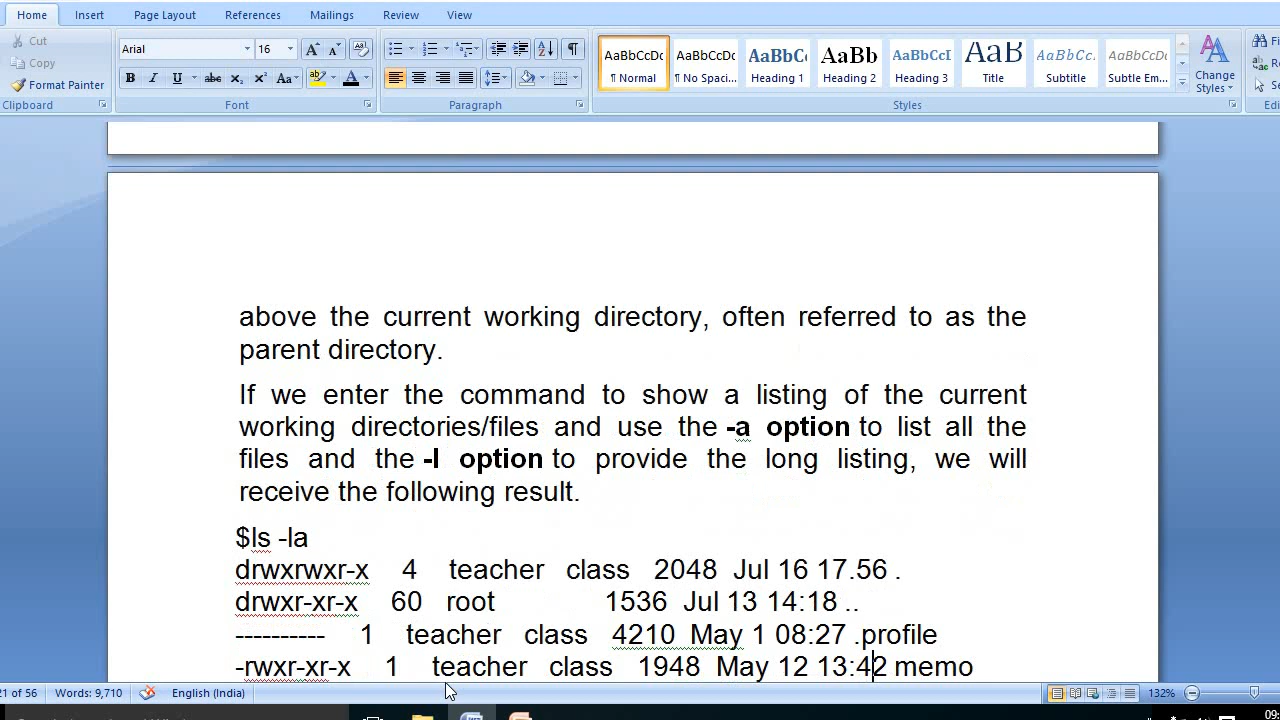 Home Insert Page Layout References Mailings Review View
Cut
Copy
Format Painter
Clipboard
Arial 16
Font
Paragraph
AaBbCcDc AaBbCcDc AaBbCc AaBb AaBbCcI AaB AaBbCc. AaBbCcDc
¶ Normal ¶ No Spaci... Heading 1 Heading 2 Heading 3 Title Subtitle Subtle Em...
Change
Styles
Styles
above the current working directory, often referred to as the
parent directory.
If we enter the command to show a listing of the current
working directories/files and use the -a option to list all the
files and the -l option to provide the long listing, we will
receive the following result.
$ls -la
drwxrwxr-x 4 teacher class 2048 Jul 16 17.56 .
drwxr-xr-x 60 root 1536 Jul 13 14:18 ..
---------- 1 teacher class 4210 May 1 08:27 .profile
-rwxr-xr-x 1 teacher class 1948 May 12 13:42 memo
21 of 56 Words: 9,710 English (India) 132%
09: